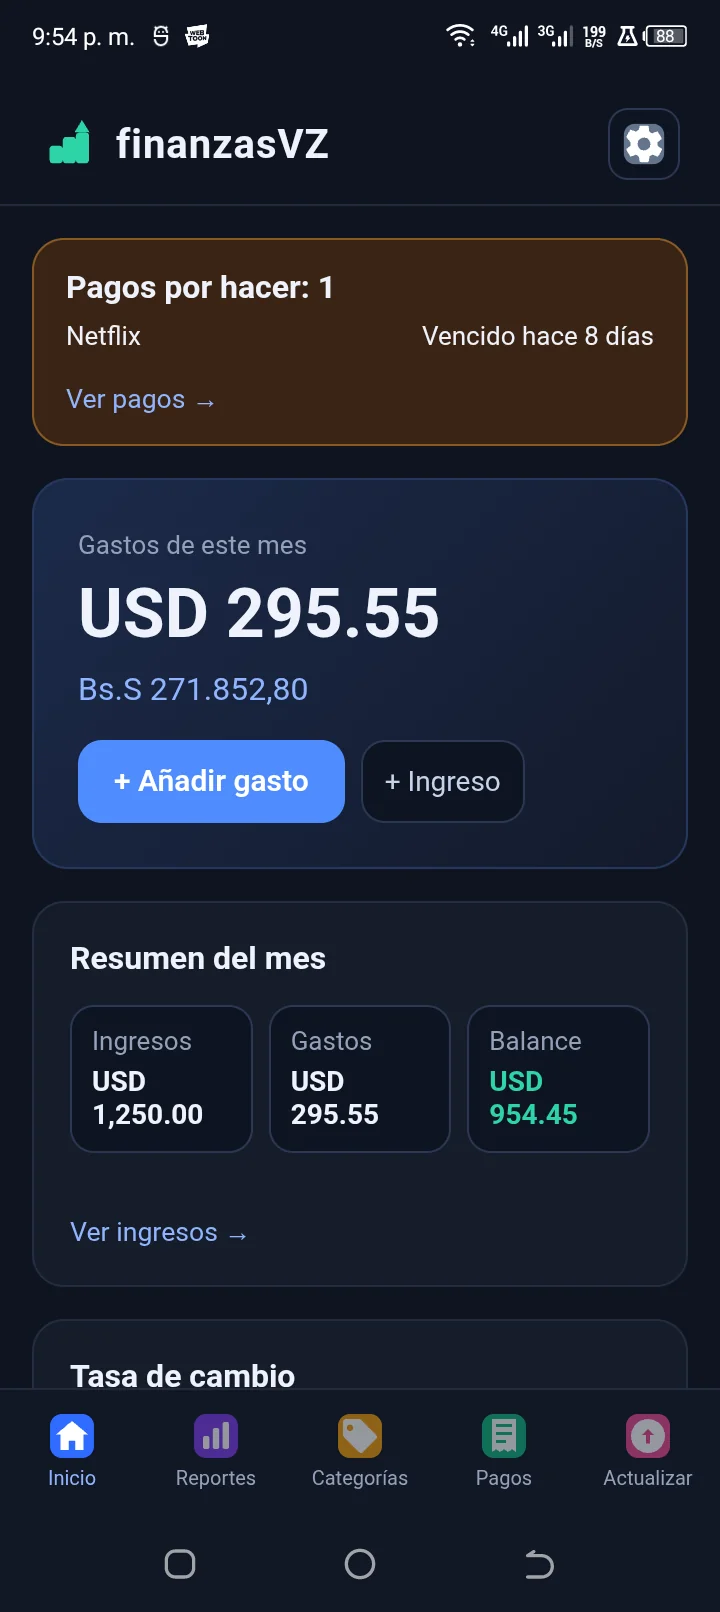 9:54 p. m.
WEB
TOON
4G
3G
199
B/S
88
finanzasVZ
Pagos por hacer: 1
Netflix
Vencido hace 8 días
Ver pagos →
Gastos de este mes
USD 295.55
Bs.S 271.852,80
+ Añadir gasto
+ Ingreso
Resumen del mes
Ingresos
USD
1,250.00
Gastos
USD
295.55
Balance
USD
954.45
Ver ingresos →
Tasa de cambio
Inicio
Reportes
Categorías
Pagos
Actualizar